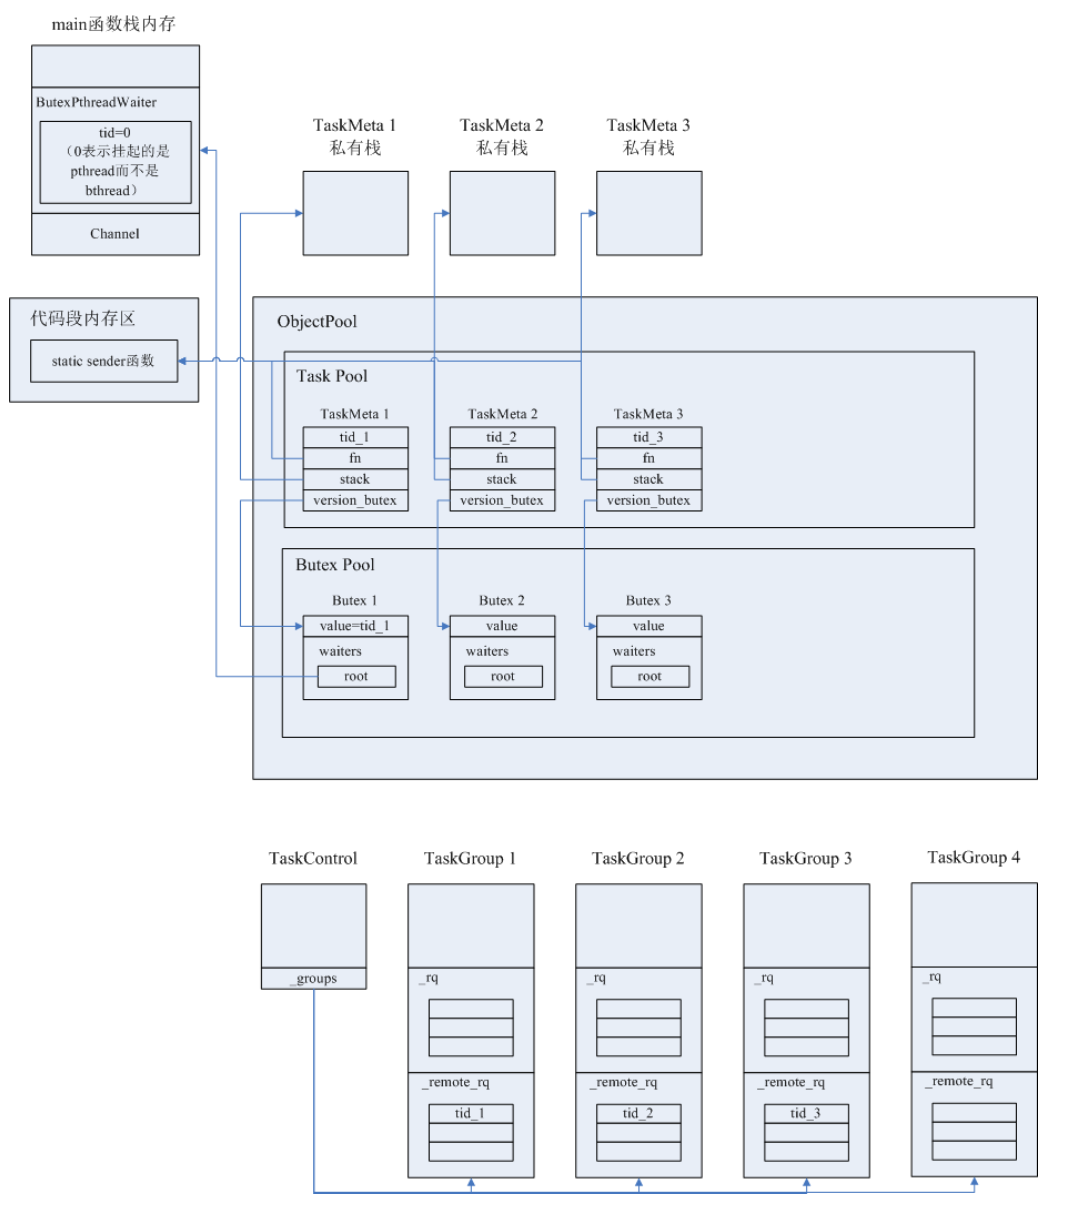 main函数栈内存
ButexPthreadWaiter
tid=0
（0表示挂起的是
pthread而不是
bthread）
Channel
TaskMeta 1
私有栈
TaskMeta 2
私有栈
TaskMeta 3
私有栈
代码段内存区
static sender函数
ObjectPool
Task Pool
TaskMeta 1
tid_1
fn
stack
version_butex
TaskMeta 2
tid_2
fn
stack
version_butex
TaskMeta 3
tid_3
fn
stack
version_butex
Butex Pool
Butex 1
value=tid_1
waiters
root
Butex 2
value
waiters
root
Butex 3
value
waiters
root
TaskControl
_groups
TaskGroup 1
_rq
_remote_rq
tid_1
TaskGroup 2
_rq
_remote_rq
tid_2
TaskGroup 3
_rq
_remote_rq
tid_3
TaskGroup 4
_rq
_remote_rq